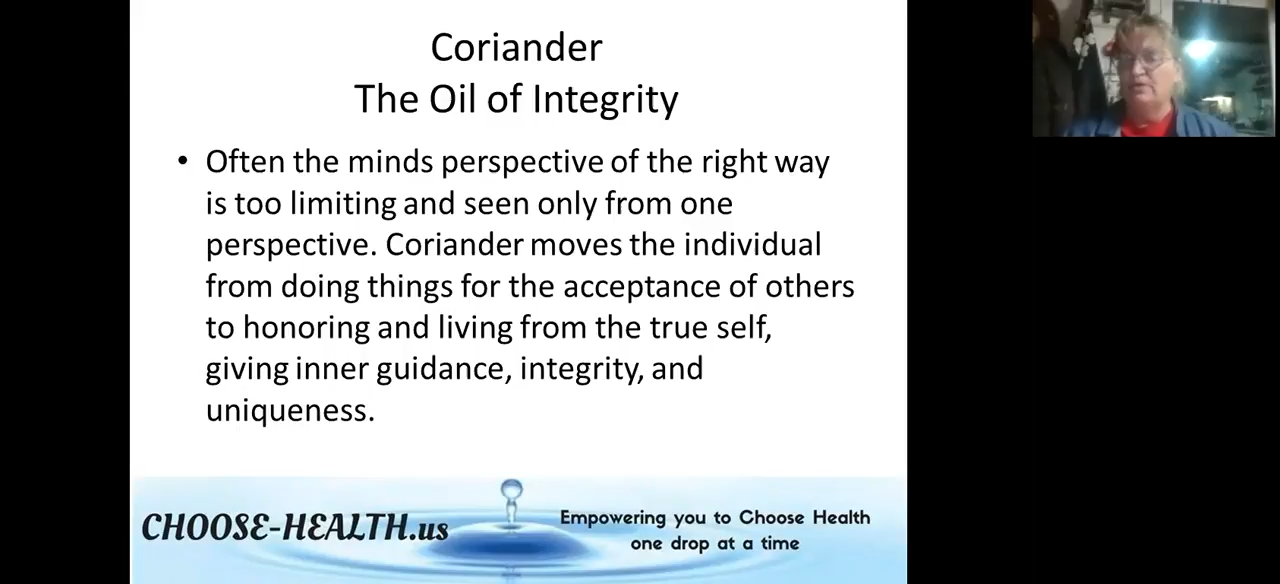 Coriander
The Oil of Integrity
• Often the minds perspective of the right way
is too limiting and seen only from one
perspective. Coriander moves the individual
from doing things for the acceptance of others
to honoring and living from the true self,
giving inner guidance, integrity, and
uniqueness.
CHOOSE-HEALTH.us
Empowering you to Choose Health
one drop at a time